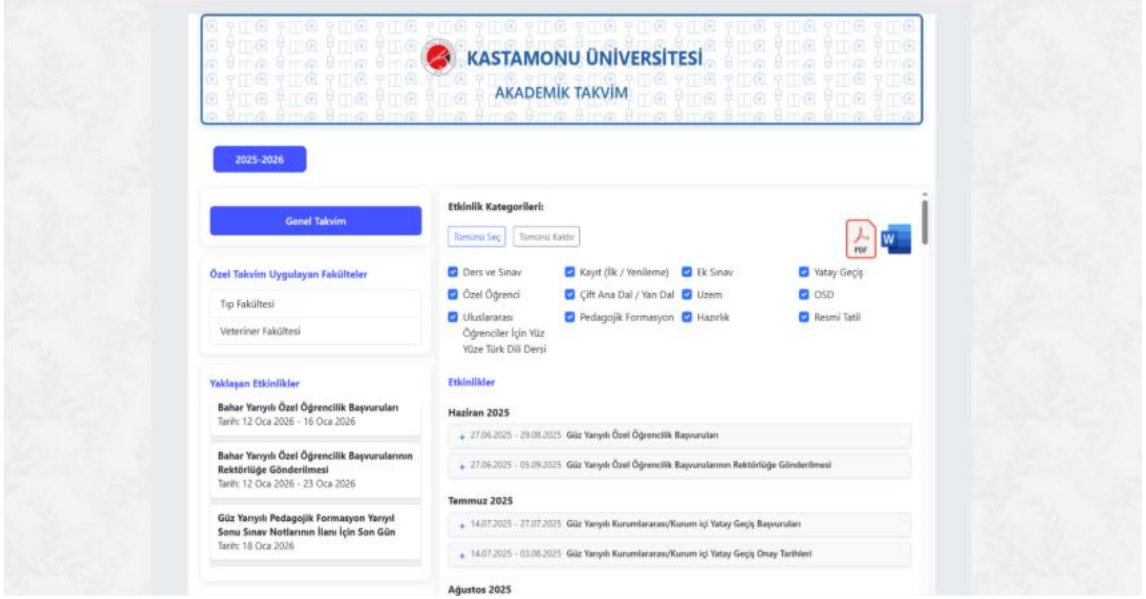 KASTAMONU ÜNİVERSİTESİ
AKADEMİK TAKVİM
2025-2026
Genel Takvim
Özel Takvim Uygulayan Fakülteler
Tıp Fakültesi
Veteriner Fakültesi
Yaklaşan Etkinlikler
Bahar Yarıyılı Özel Öğrencilik Başvuruları
Tarih: 12 Oca 2026 - 16 Oca 2026
Bahar Yarıyılı Özel Öğrencilik Başvurularının
Rektörlüğe Gönderilmesi
Tarih: 12 Oca 2026 - 23 Oca 2026
Güz Yarıyılı Pedagojik Formasyon Yarıyıl
Sonu Sınav Notlarının İlanı İçin Son Gün
Tarih: 18 Oca 2026
Etkinlik Kategorileri:
Tümünü Seç Tümünü Kaldır
PDF W
Ders ve Sınav Kayıt (İlk / Yenileme) Ek Sınav Yatay Geçiş
Özel Öğrenci Çift Ana Dal / Yan Dal Uzem OSD
Uluslararası Pedagojik Formasyon Hazırlık Resmi Tatil
Öğrenciler İçin Yüz
Yüze Türk Dili Dersi
Etkinlikler
Haziran 2025
+ 27.06.2025 - 29.08.2025 Güz Yarıyılı Özel Öğrencilik Başvuruları
+ 27.06.2025 - 05.09.2025 Güz Yarıyılı Özel Öğrencilik Başvurularının Rektörlüğe Gönderilmesi
Temmuz 2025
+ 14.07.2025 - 27.07.2025 Güz Yarıyılı Kurumlararası/Kurum içi Yatay Geçiş Başvuruları
+ 14.07.2025 - 03.08.2025 Güz Yarıyılı Kurumlararası/Kurum içi Yatay Geçiş Onay Tarihleri
Ağustos 2025